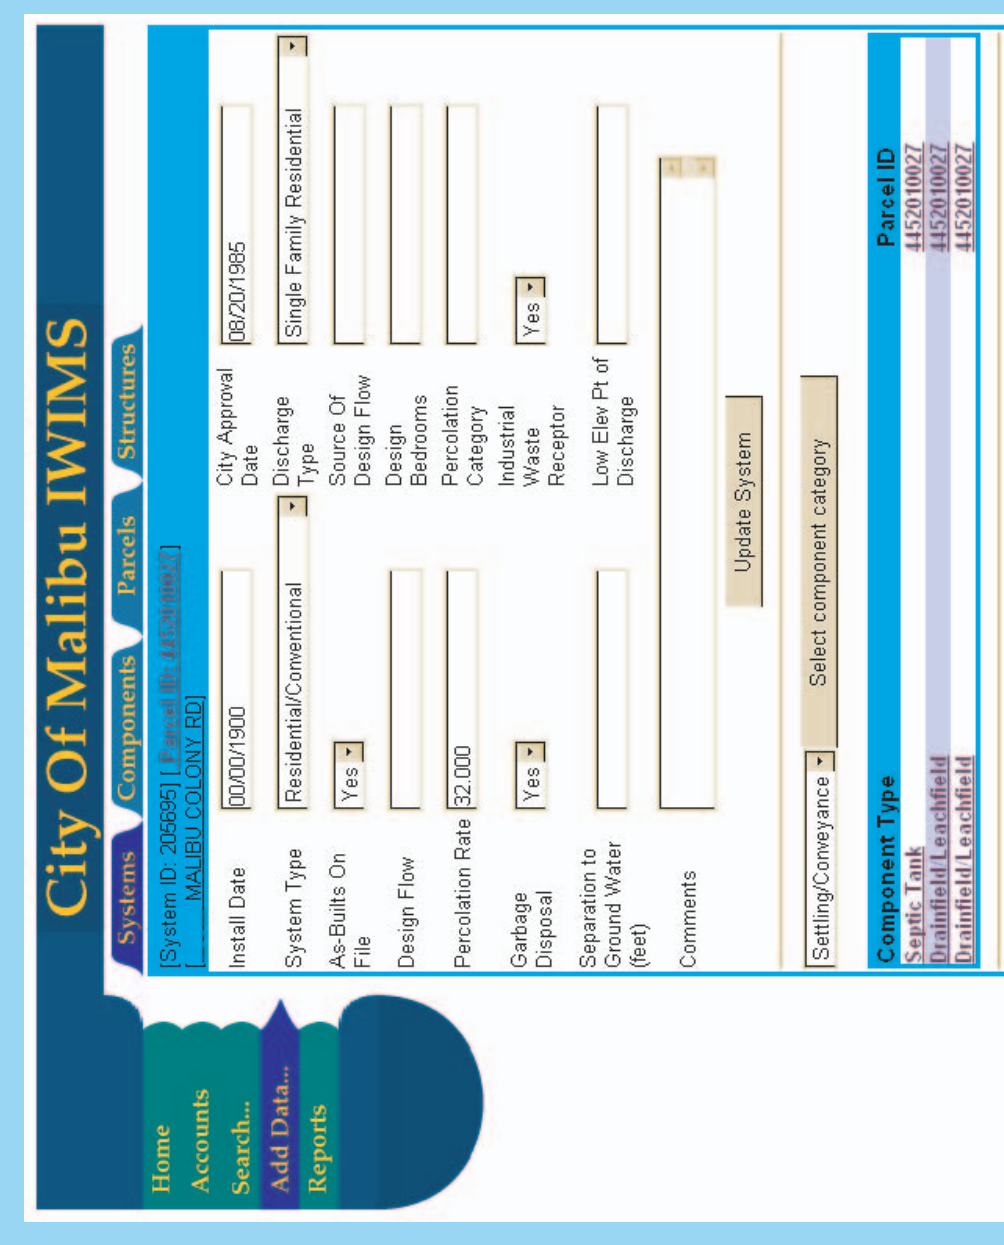 City Of Malibu IWIMS
Systems Components Parcels Structures
Home
Accounts
Search...
Add Data...
Reports
[System ID: 205695] [ Parcel ID: 4452010027]
[ MALIBU COLONY RD]
Install Date 00/00/1900 City Approval Date 08/20/1985
System Type Residential/Conventional Discharge Type Single Family Residential
As-Builts On File Yes Source Of Design Flow
Design Flow Design Bedrooms
Percolation Rate 32.000 Percolation Category
Garbage Disposal Yes Industrial Waste Receptor Yes
Separation to Ground Water (feet) Low Elev Pt of Discharge
Comments
Update System
Settling/Conveyance Select component category
Component Type Parcel ID
Septic Tank 4452010027
Drainfield/Leachfield 4452010027
Drainfield/Leachfield 4452010027